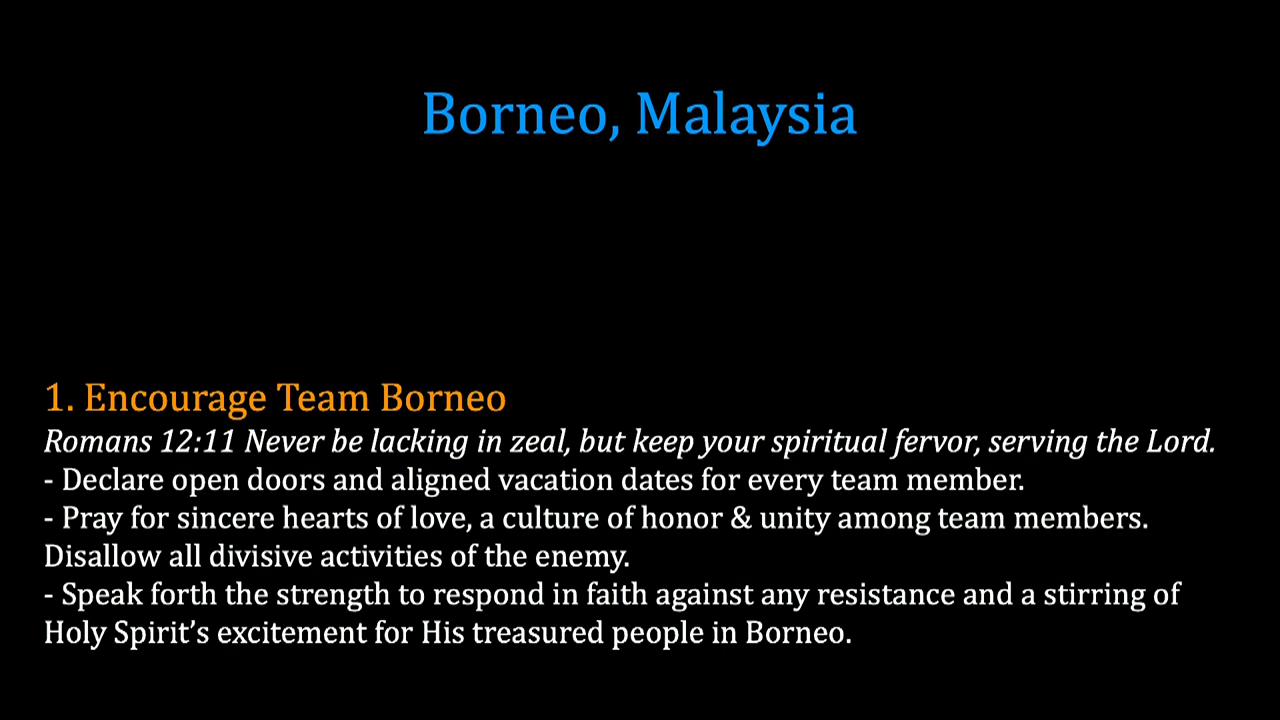 Borneo, Malaysia
1. Encourage Team Borneo
Romans 12:11 Never be lacking in zeal, but keep your spiritual fervor, serving the Lord.
- Declare open doors and aligned vacation dates for every team member.
- Pray for sincere hearts of love, a culture of honor & unity among team members.
Disallow all divisive activities of the enemy.
- Speak forth the strength to respond in faith against any resistance and a stirring of
Holy Spirit’s excitement for His treasured people in Borneo.